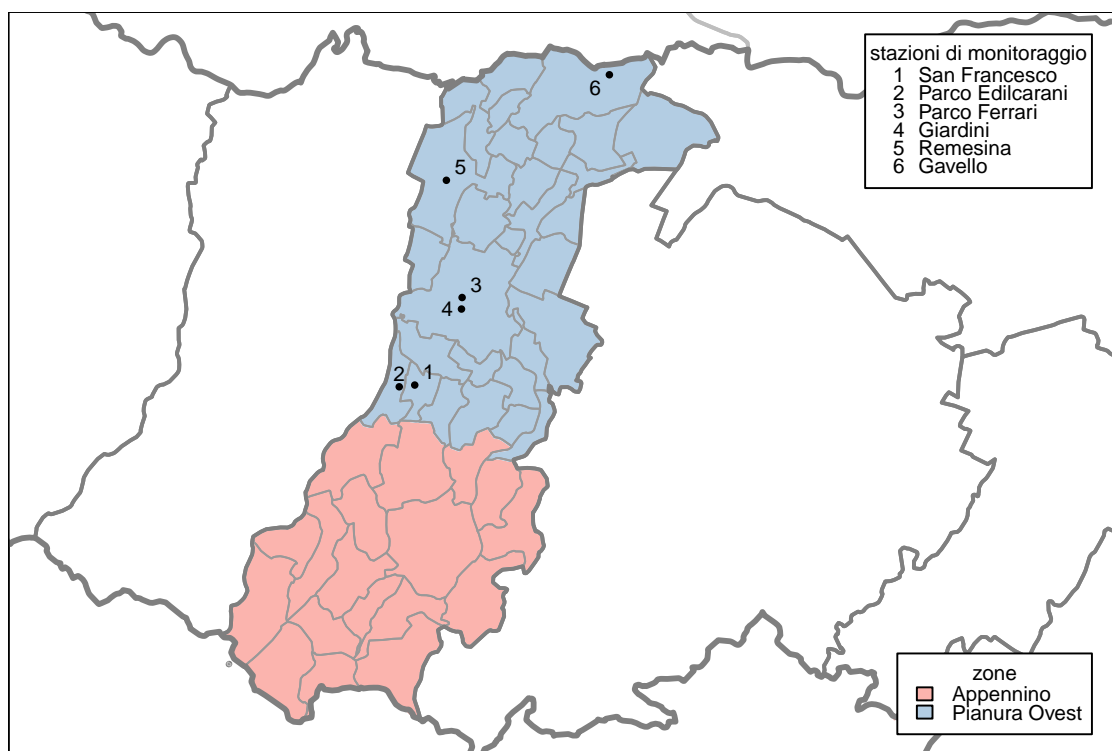 stazioni di monitoraggio
1 San Francesco
2 Parco Edilcarani
3 Parco Ferrari
4 Giardini
5 Remesina
6 Gavello
6
5
3
4
2
1
zone
Appennino
Pianura Ovest